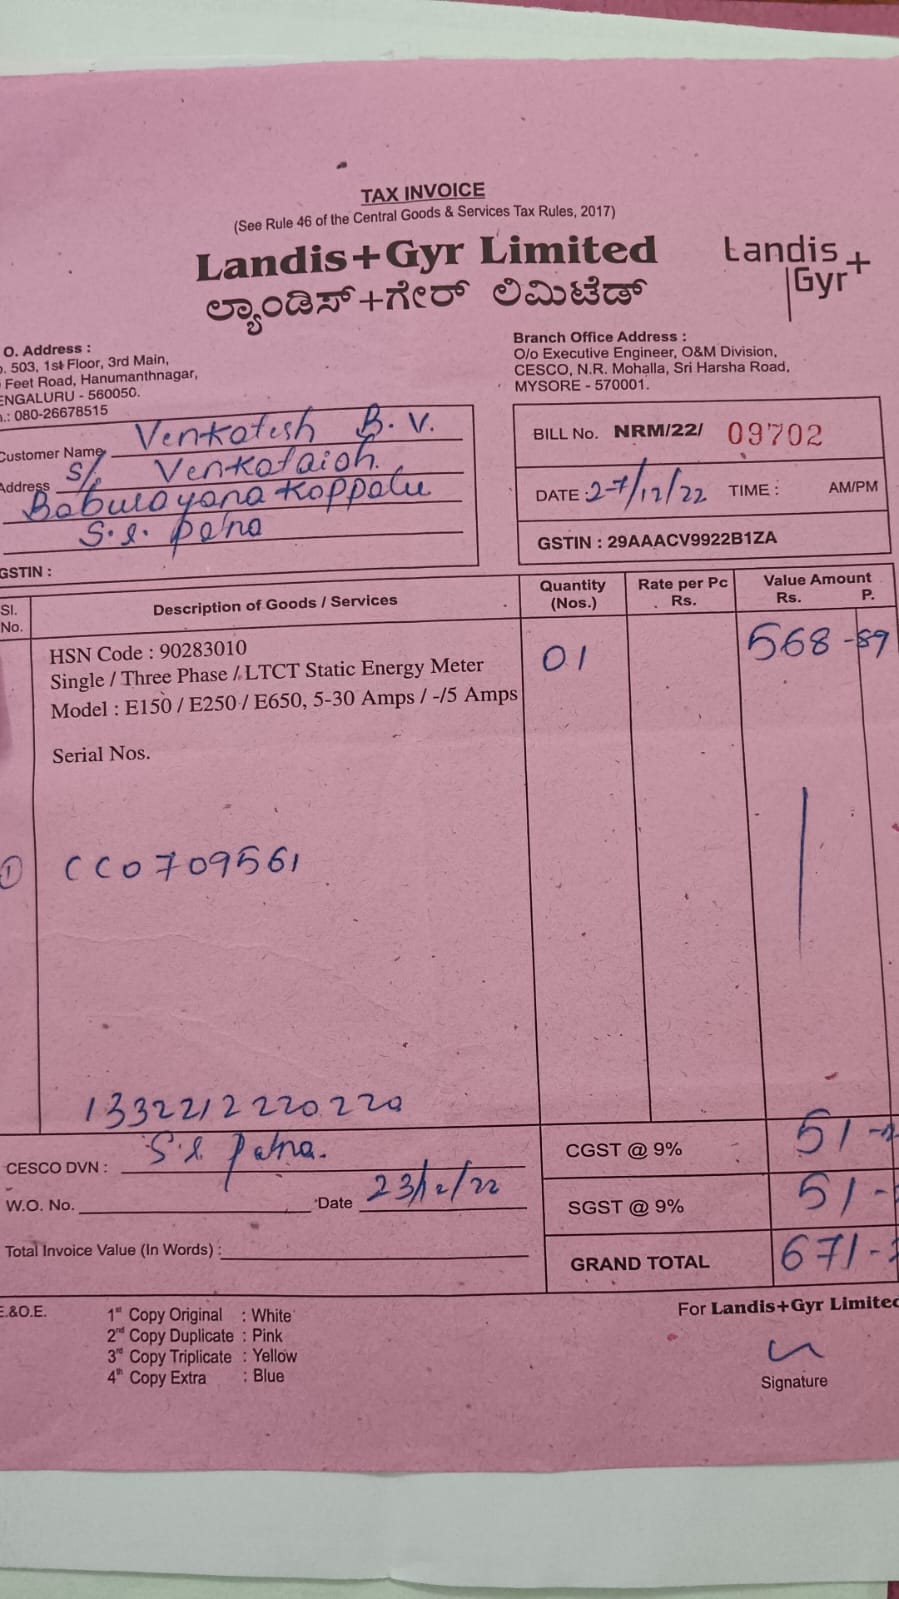 TAX INVOICE
(See Rule 46 of the Central Goods & Services Tax Rules, 2017)
Landis+Gyr Limited
ಲ್ಯಾಂಡಿಸ್+ಗೇರ್ ಲಿಮಿಟೆಡ್
Landis
Gyr+
O. Address :
. 503, 1st Floor, 3rd Main,
Feet Road, Hanumanthnagar,
ENGALURU - 560050.
.: 080-26678515
Branch Office Address :
O/o Executive Engineer, O&M Division,
CESCO, N.R. Mohalla, Sri Harsha Road,
MYSORE - 570001.
Customer Name Venkatesh B. V.
Address S/. Venkataiah.
Baburayana Koppalu
S.S. Patna
GSTIN :
BILL No. NRM/22/ 09702
DATE : 27/12/22 TIME : AM/PM
GSTIN : 29AAACV9922B1ZA
Sl. No. Description of Goods / Services Quantity (Nos.) Rate per Pc Rs. Value Amount Rs. P.
HSN Code : 90283010 01 568-89
Single / Three Phase / LTCT Static Energy Meter
Model : E150 / E250 / E650, 5-30 Amps / -/5 Amps
Serial Nos.
1 CC0709561
1332212220220
CESCO DVN : S.S. Patna.
W.O. No. Date 23/12/22
Total Invoice Value (In Words) :
CGST @ 9% 51-
SGST @ 9% 51-
GRAND TOTAL 671-
E.&O.E.
1st Copy Original : White
2nd Copy Duplicate : Pink
3rd Copy Triplicate : Yellow
4th Copy Extra : Blue
For Landis+Gyr Limited
Signature